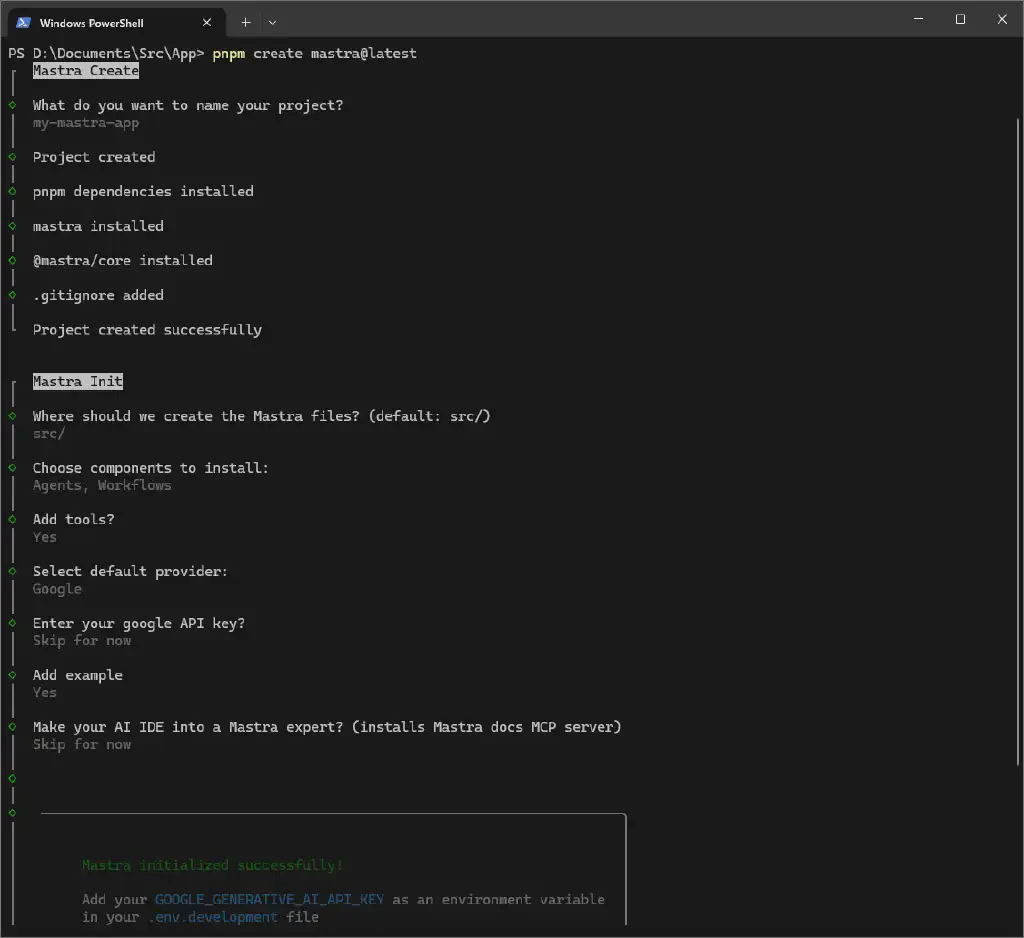 Windows PowerShell
PS D:\Documents\Src\App> pnpm create mastra@latest
Mastra Create
What do you want to name your project?
my-mastra-app
Project created
pnpm dependencies installed
mastra installed
@mastra/core installed
.gitignore added
Project created successfully
Mastra Init
Where should we create the Mastra files? (default: src/)
src/
Choose components to install:
Agents, Workflows
Add tools?
Yes
Select default provider:
Google
Enter your google API key?
Skip for now
Add example
Yes
Make your AI IDE into a Mastra expert? (installs Mastra docs MCP server)
Skip for now
Mastra initialized successfully!
Add your GOOGLE_GENERATIVE_AI_API_KEY as an environment variable
in your .env.development file